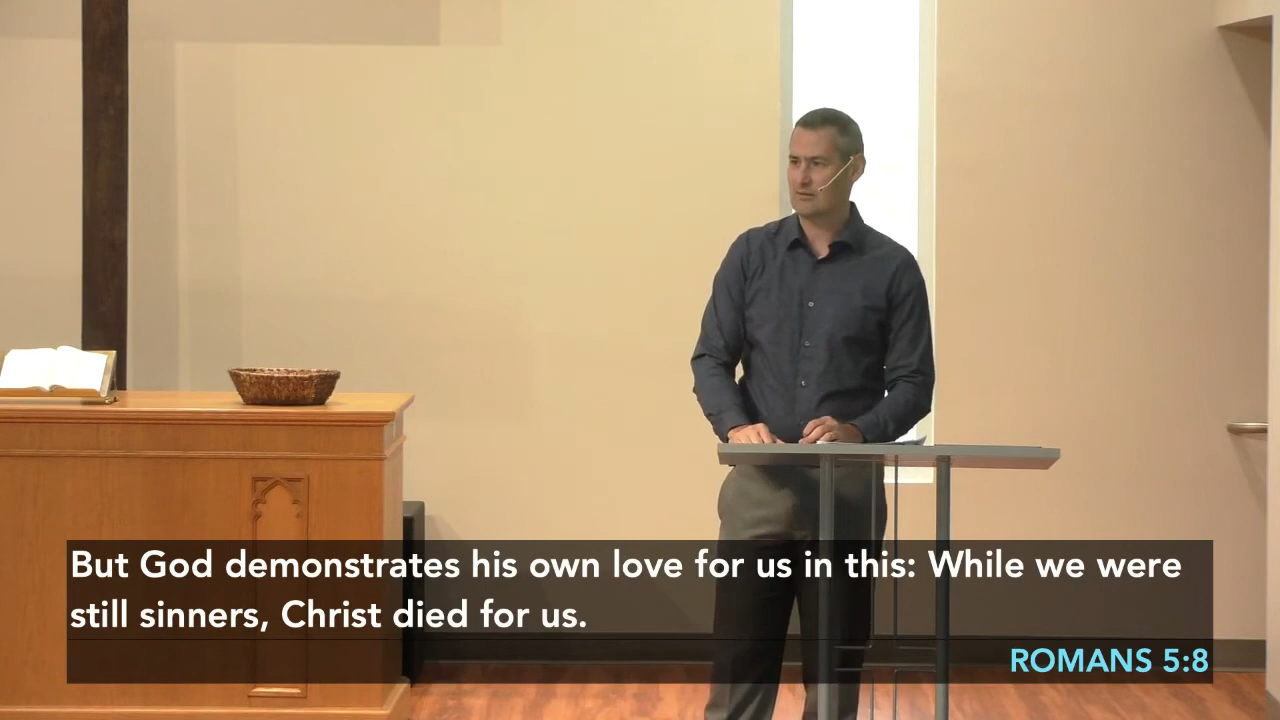 But God demonstrates his own love for us in this: While we were
still sinners, Christ died for us.
ROMANS 5:8